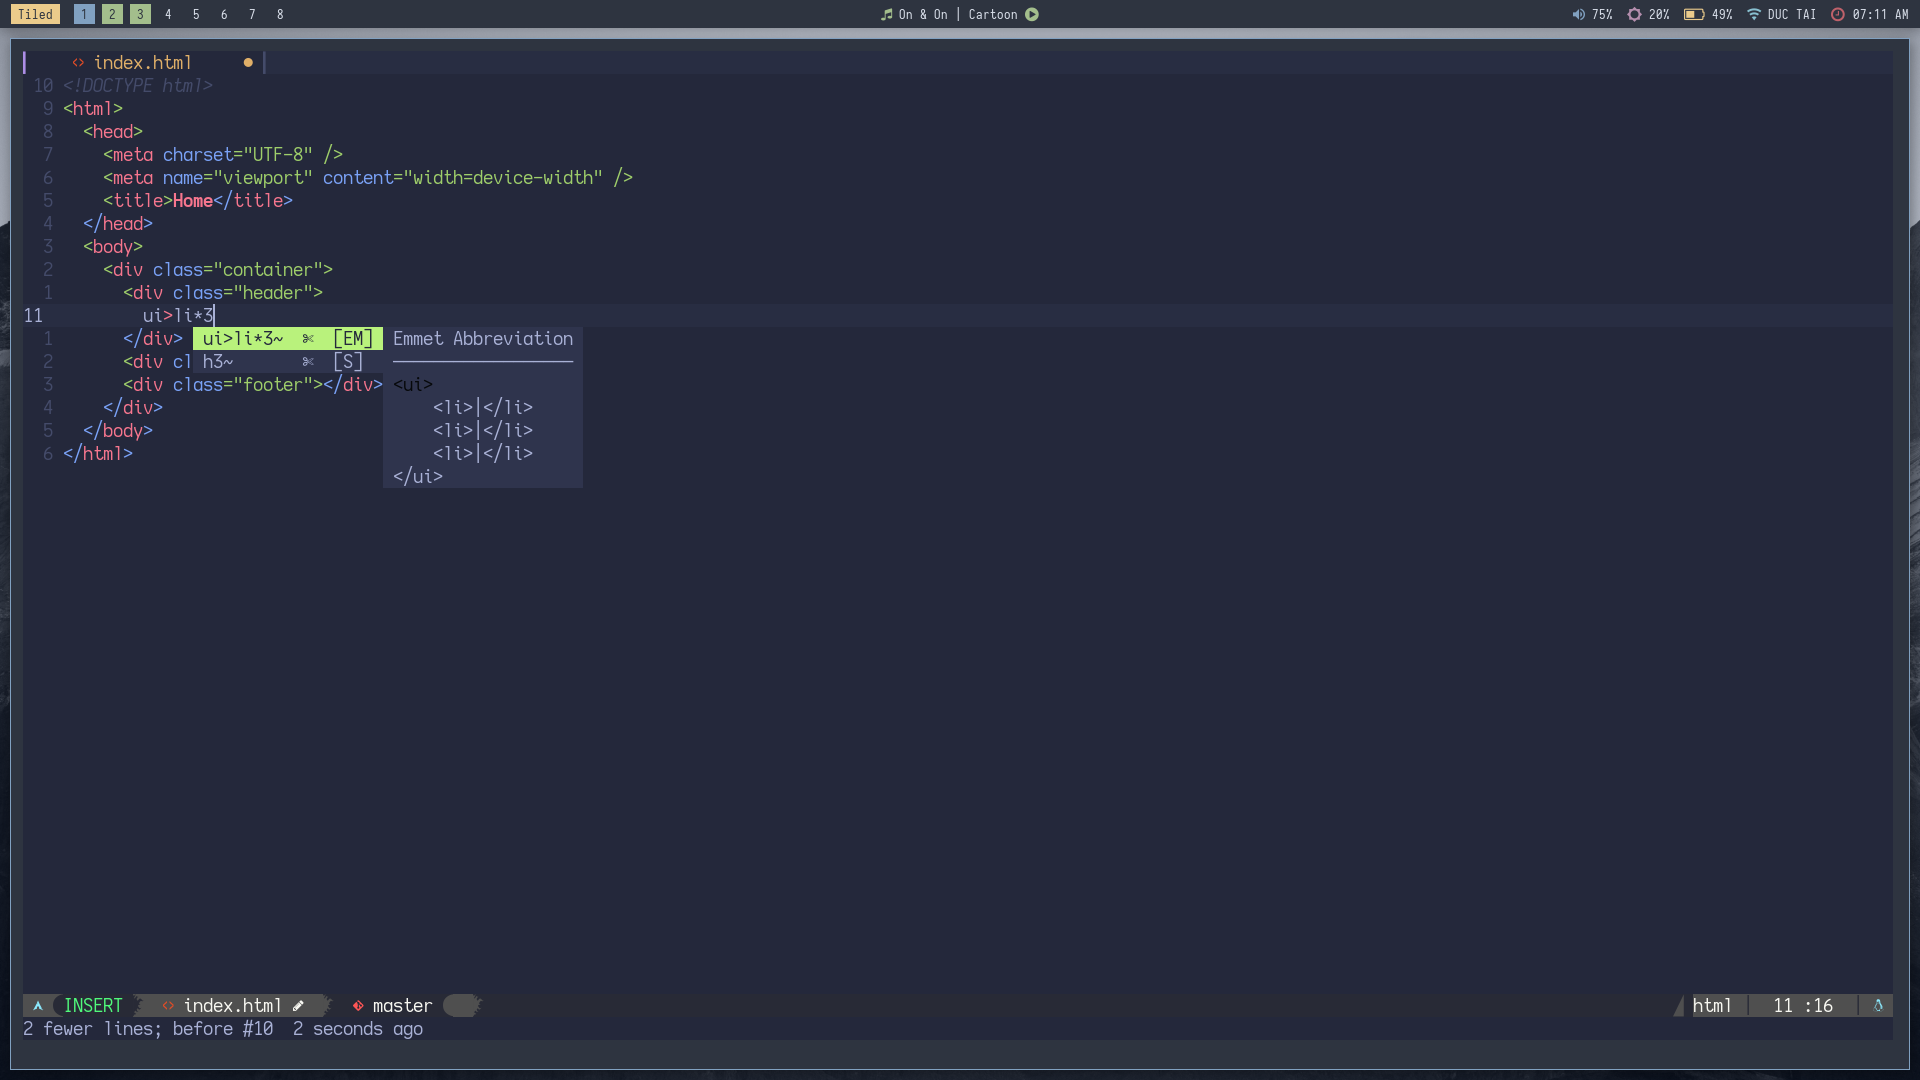 Tiled 1 2 3 4 5 6 7 8 On & On | Cartoon 75% 20% 49% DUC TAI 07:11 AM
<> index.html ●
10 <!DOCTYPE html>
9 <html>
8 <head>
7 <meta charset="UTF-8" />
6 <meta name="viewport" content="width=device-width" />
5 <title>Home</title>
4 </head>
3 <body>
2 <div class="container">
1 <div class="header">
11 ui>li*3
1 </div> ui>li*3~ ✄ [EM] Emmet Abbreviation
2 <div cl h3~ ✄ [S] ──────────────────
3 <div class="footer"></div> <ui>
4 </div> <li>|</li>
5 </body> <li>|</li>
6 </html> <li>|</li>
</ui>
INSERT <> index.html master html 11 :16
2 fewer lines; before #10 2 seconds ago